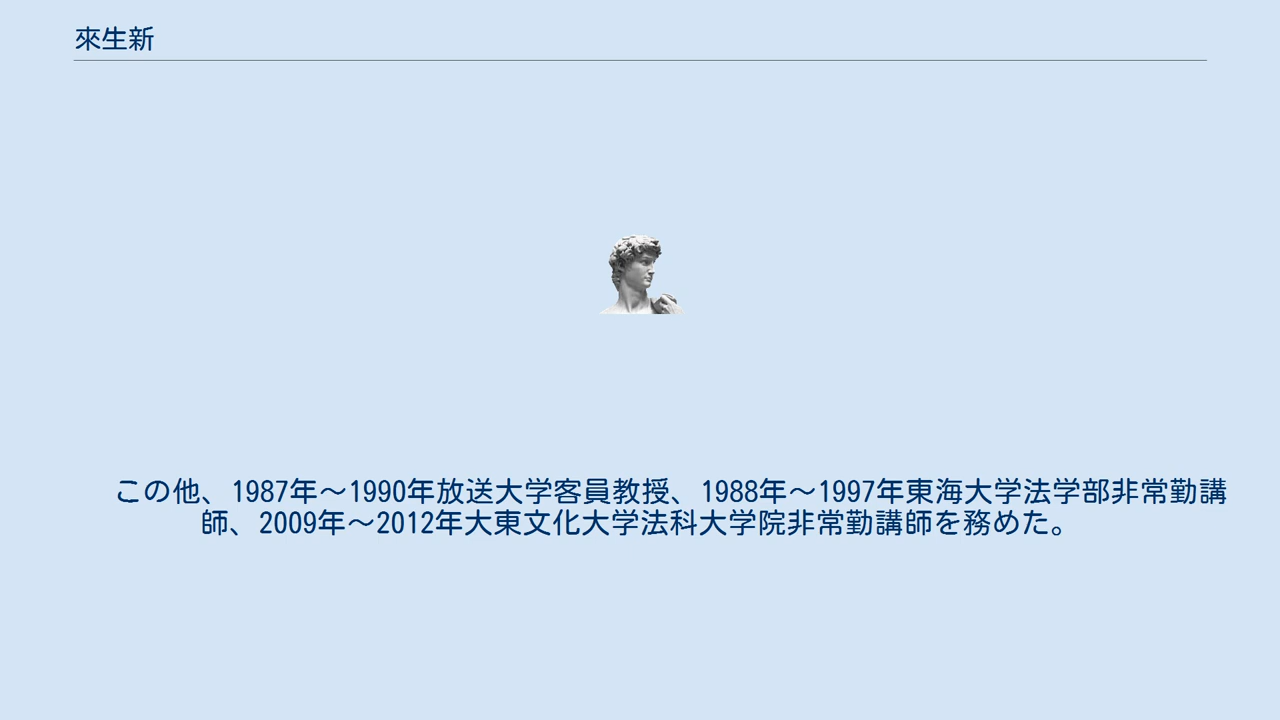 來生新
この他、1987年～1990年放送大学客員教授、1988年～1997年東海大学法学部非常勤講
師、2009年～2012年大東文化大学法科大学院非常勤講師を務めた。